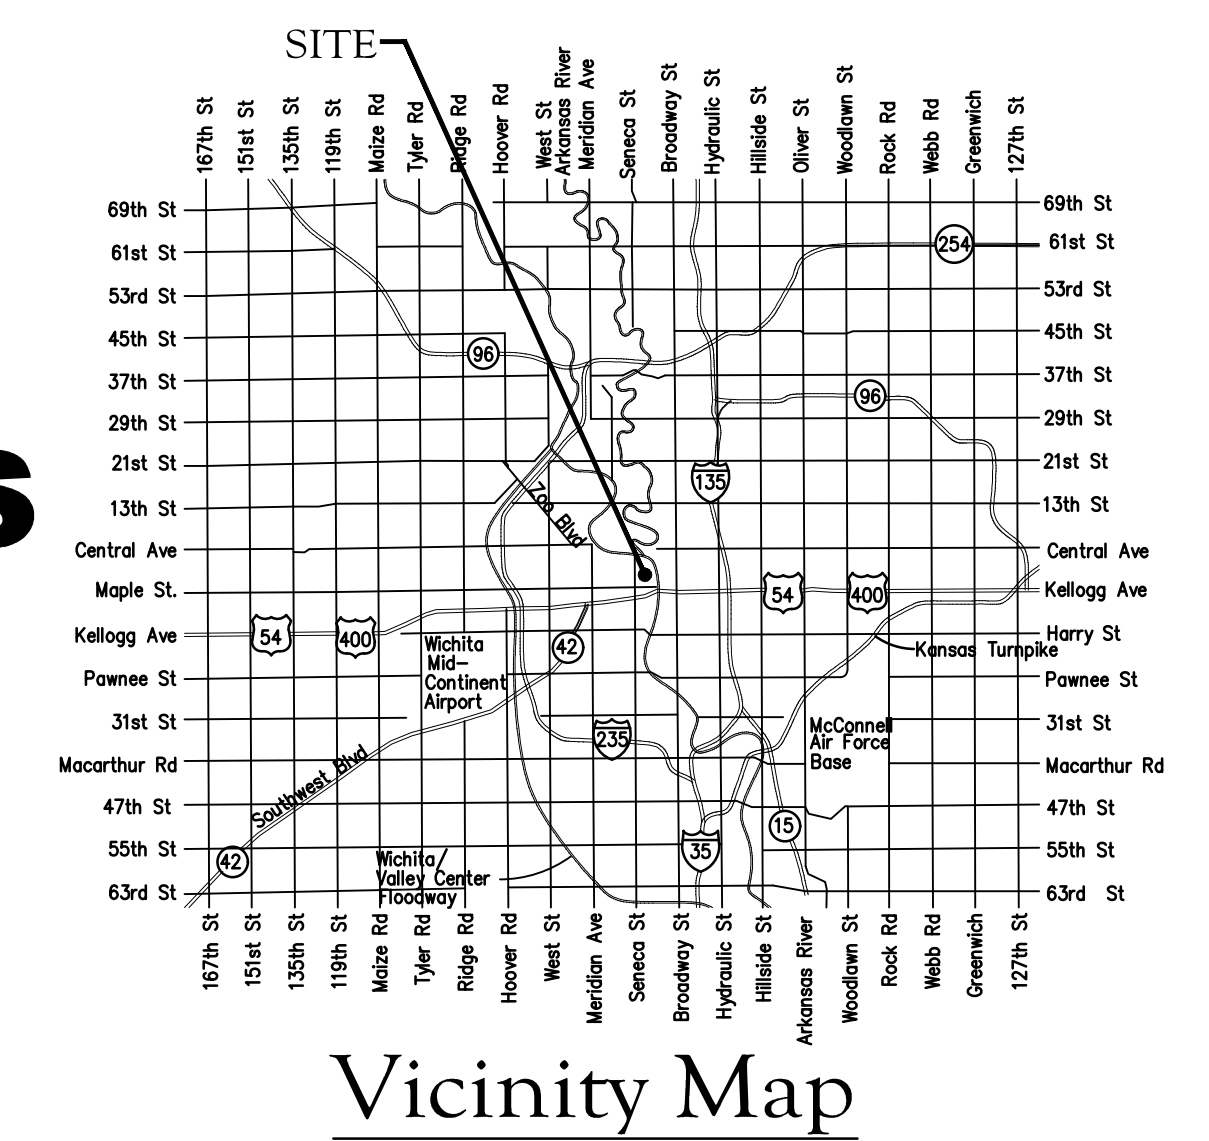 SITE
167th St
151st St
135th St
119th St
Maize Rd
Tyler Rd
Ridge Rd
Hoover Rd
West St
Arkansas River
Meridian Ave
Seneca St
Broadway St
Hydraulic St
Hillside St
Oliver St
Woodlawn St
Rock Rd
Webb Rd
Greenwich
127th St
69th St
69th St
61st St
254
61st St
53rd St
53rd St
45th St
45th St
96
37th St
37th St
96
29th St
29th St
21st St
21st St
135
13th St
Zoo Blvd
13th St
Central Ave
Central Ave
Maple St.
54
400
Kellogg Ave
Kellogg Ave
54
400
42
Harry St
Wichita
Mid-
Continent
Airport
Kansas Turnpike
Pawnee St
Pawnee St
31st St
31st St
235
McConnell
Air Force
Base
Macarthur Rd
Macarthur Rd
Southwest Blvd
47th St
47th St
15
55th St
55th St
42
35
Wichita/
Valley Center
Floodway
63rd St
63rd St
167th St
151st St
135th St
119th St
Maize Rd
Tyler Rd
Ridge Rd
Hoover Rd
West St
Meridian Ave
Seneca St
Broadway St
Hydraulic St
Hillside St
Arkansas River
Woodlawn St
Rock Rd
Webb Rd
Greenwich
127th St
Vicinity Map